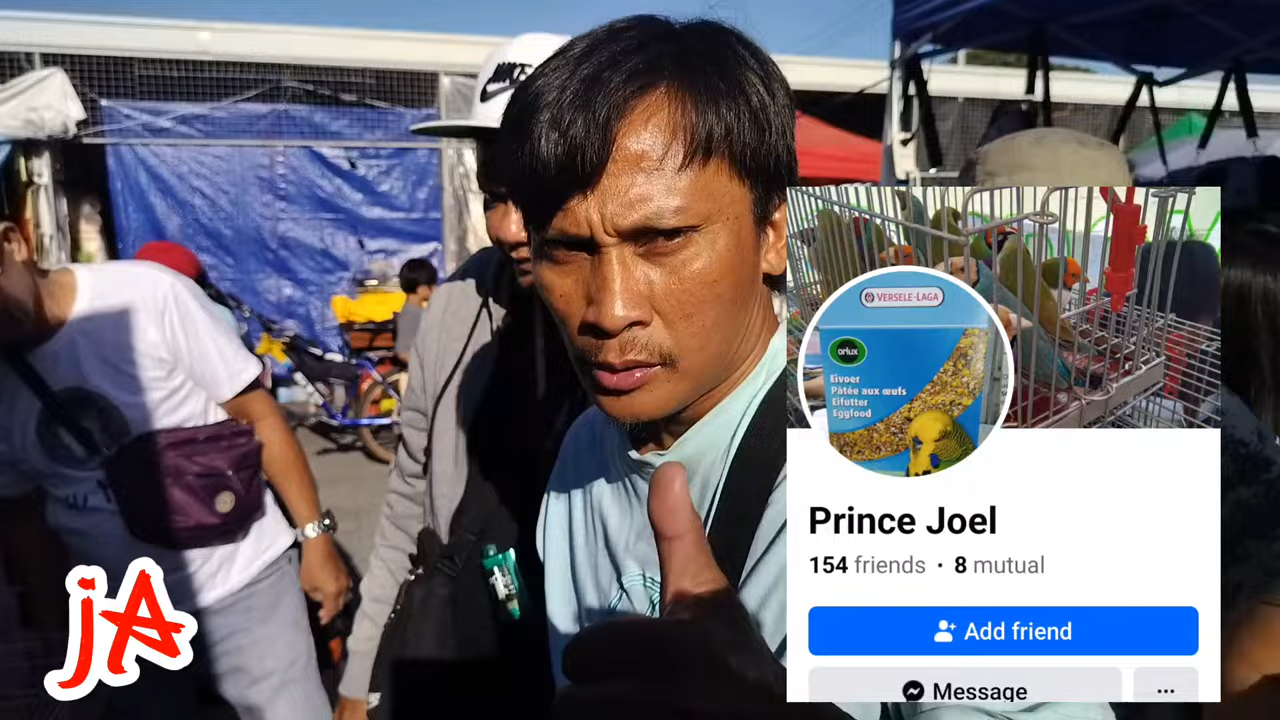 NIKE
VERSELE-LAGA
orlux
Eivoer
Pâtée aux œufs
Eifutter
Eggfood
Prince Joel
154 friends · 8 mutual
Add friend
Message
jA